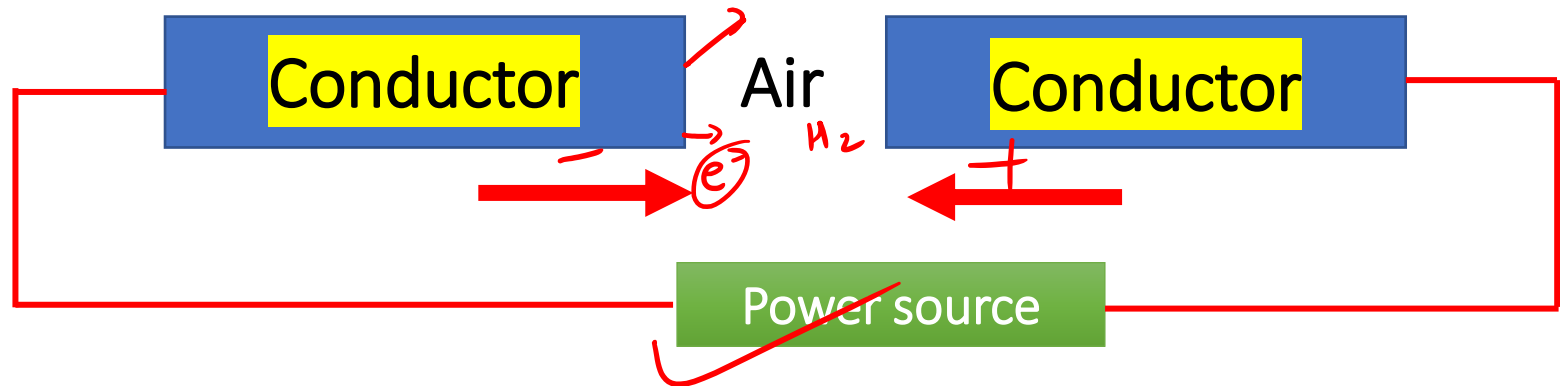 Conductor
Air
Conductor
H2
−
e-
+
Power source